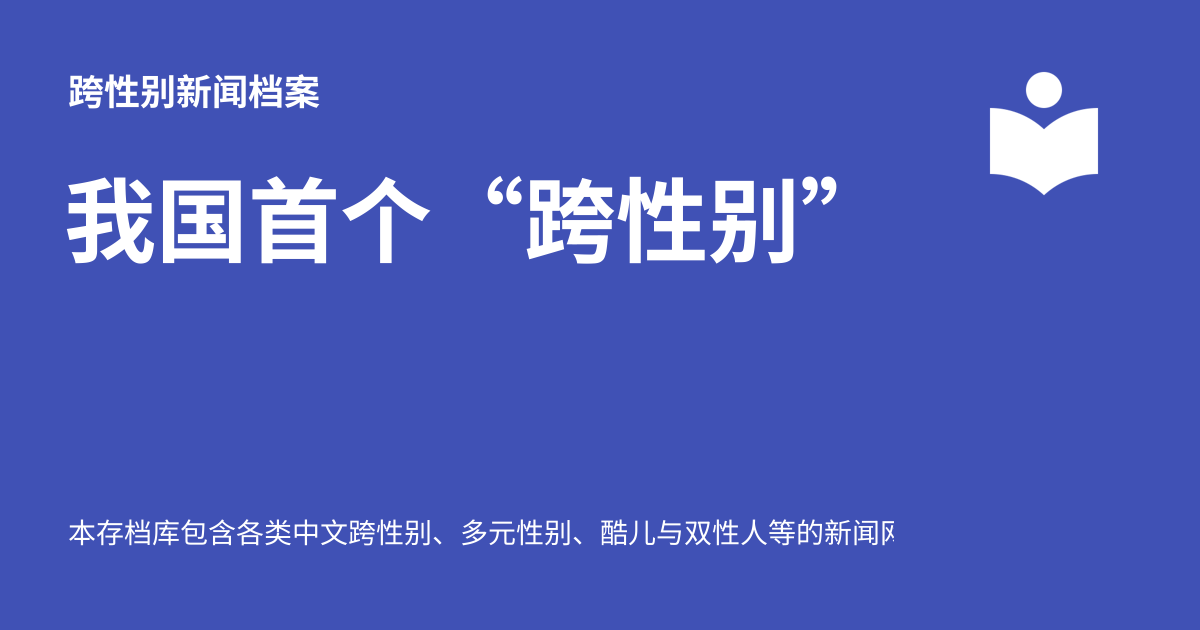 跨性别新闻档案
我国首个“跨性别”
本存档库包含各类中文跨性别、多元性别、酷儿与双性人等的新闻